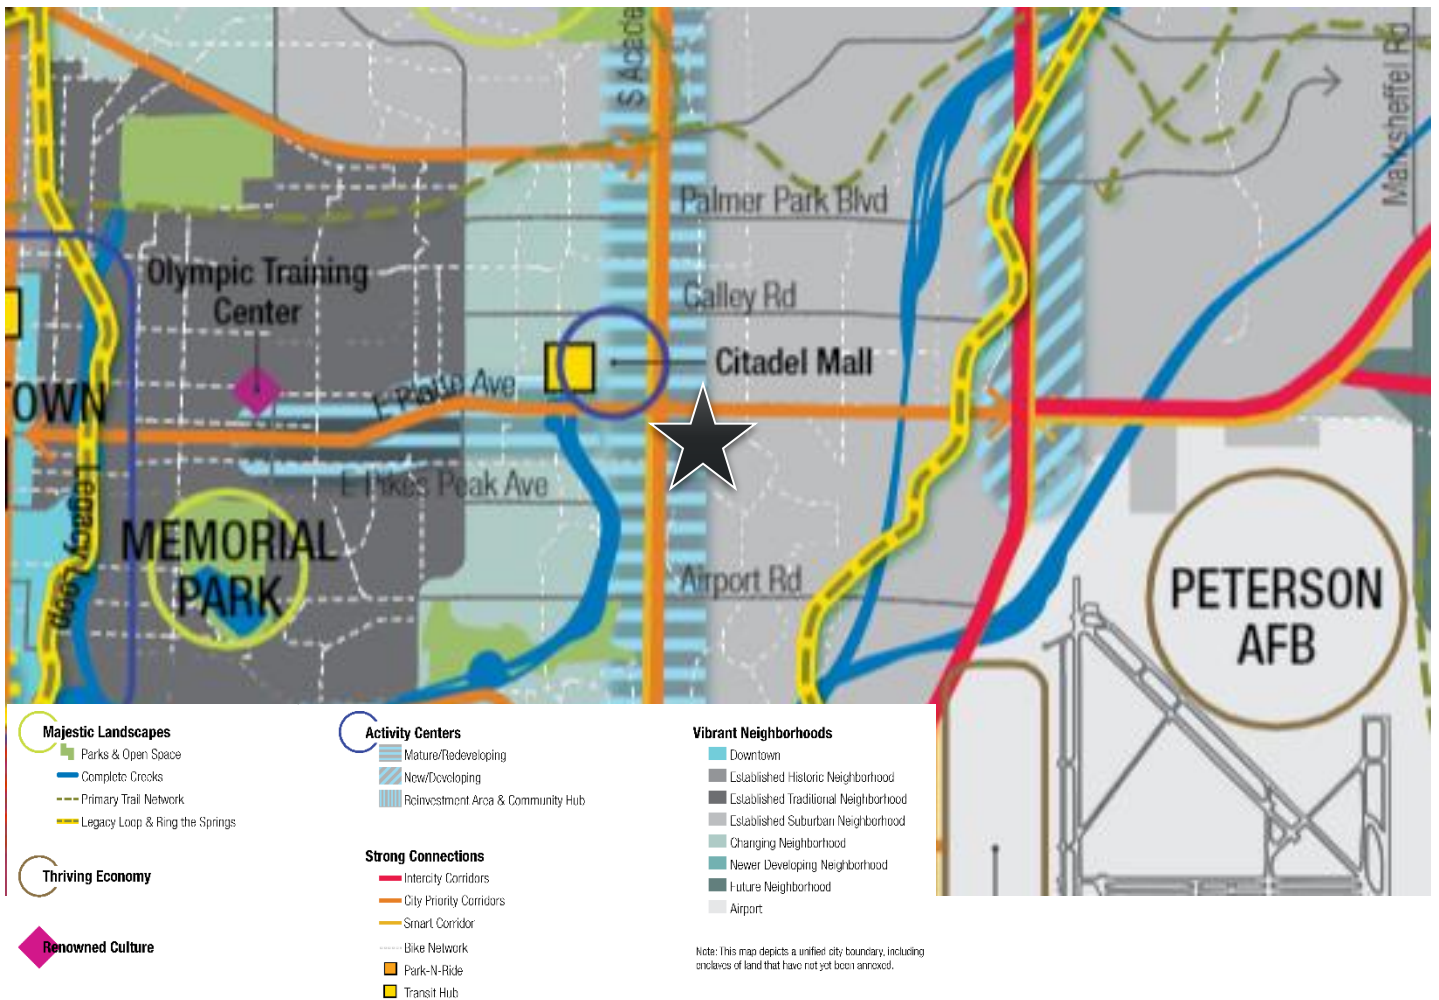 S Acade
Marksheffel Rd
Palmer Park Blvd
Olympic Training
Center
Galley Rd
Citadel Mall
E Platte Ave
OWN
E Pikes Peak Ave
Legacy Loop
MEMORIAL
PARK
Airport Rd
PETERSON
AFB
Majestic Landscapes
Parks & Open Space
Complete Creeks
Primary Trail Network
Legacy Loop & Ring the Springs
Thriving Economy
Renowned Culture
Activity Centers
Mature/Redeveloping
New/Developing
Reinvestment Area & Community Hub
Strong Connections
Intercity Corridors
City Priority Corridors
Smart Corridor
Bike Network
Park-N-Ride
Transit Hub
Vibrant Neighborhoods
Downtown
Established Historic Neighborhood
Established Traditional Neighborhood
Established Suburban Neighborhood
Changing Neighborhood
Newer Developing Neighborhood
Future Neighborhood
Airport
Note: This map depicts a unified city boundary, including
enclaves of land that have not yet been annexed.